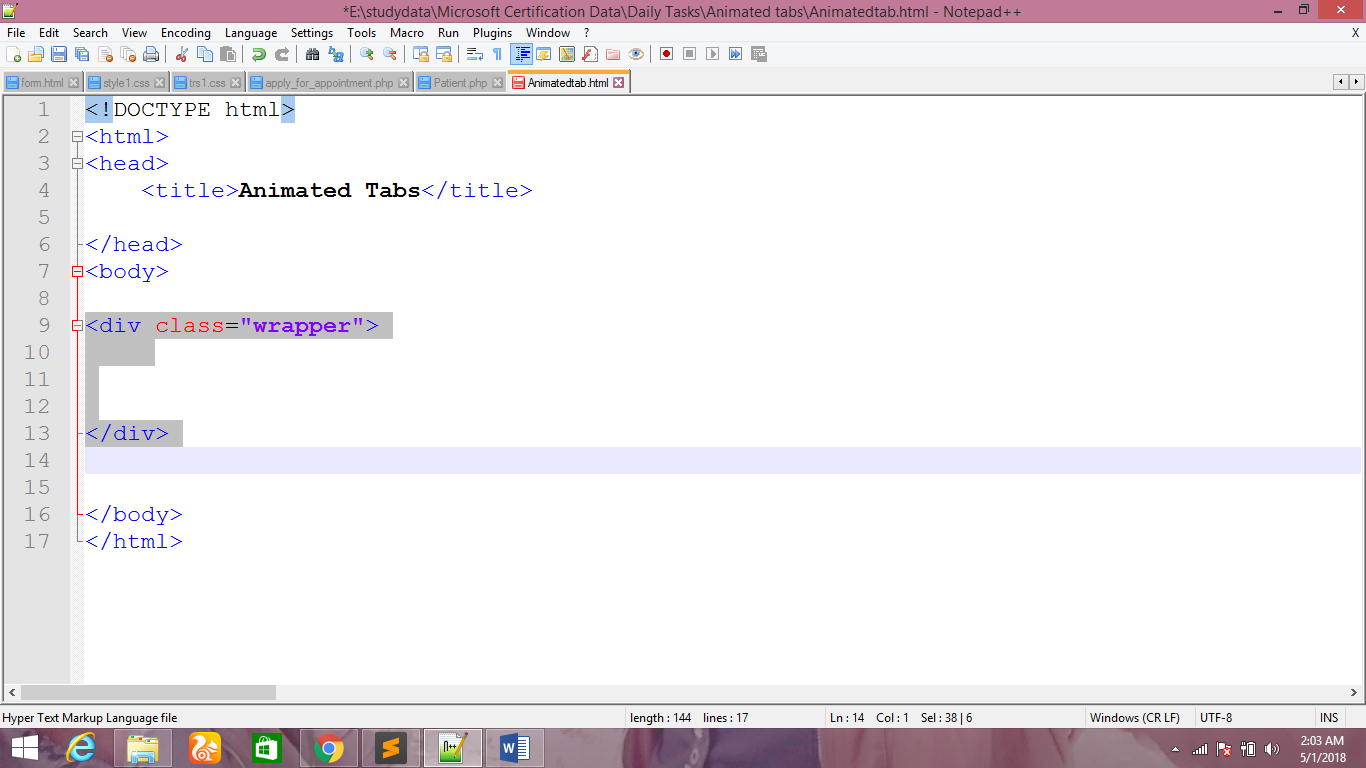 *E:\studydata\Microsoft Certification Data\Daily Tasks\Animated tabs\Animatedtab.html - Notepad++
File Edit Search View Encoding Language Settings Tools Macro Run Plugins Window ? X
form.html style1.css trs1.css apply_for_appointment.php Patient.php Animatedtab.html
1 <!DOCTYPE html>
2 <html>
3 <head>
4 <title>Animated Tabs</title>
5
6 </head>
7 <body>
8
9 <div class="wrapper">
10
11
12
13 </div>
14
15
16 </body>
17 </html>
Hyper Text Markup Language file length : 144 lines : 17 Ln : 14 Col : 1 Sel : 38 | 6 Windows (CR LF) UTF-8 INS
2:03 AM
5/1/2018